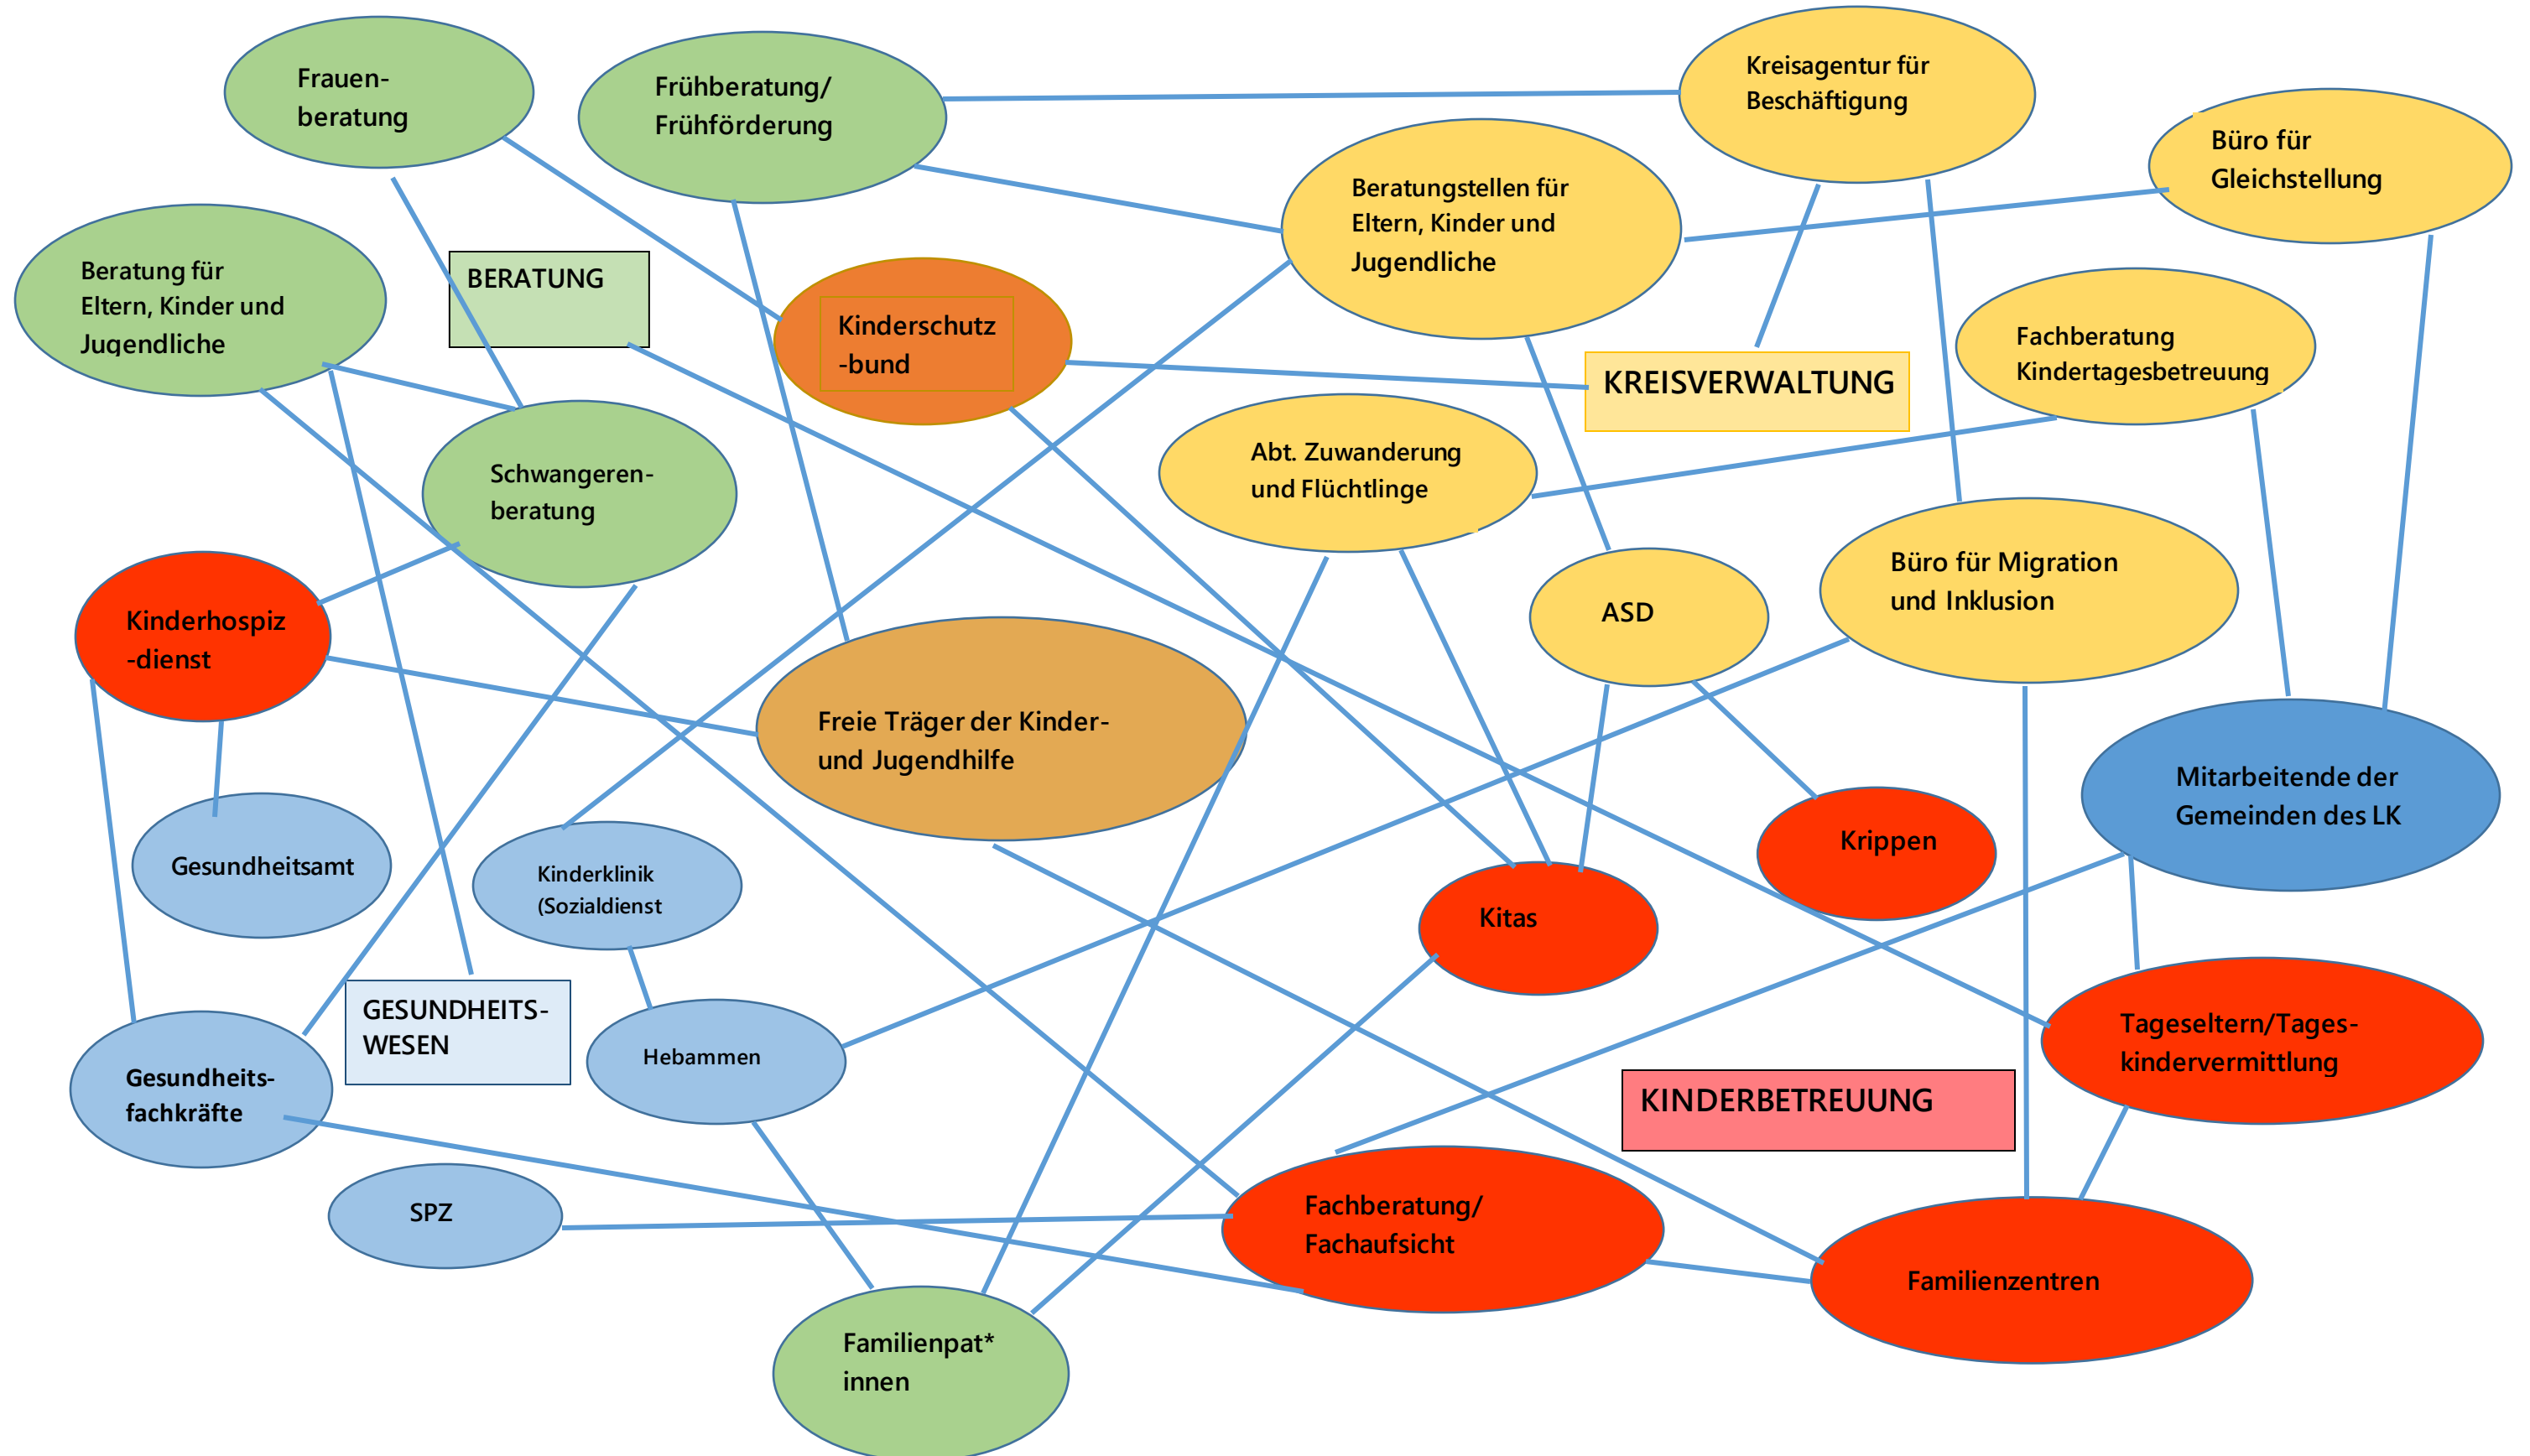 Frauen-
beratung
Frühberatung/
Frühförderung
Kreisagentur für
Beschäftigung
Büro für
Gleichstellung
Beratungstellen für
Eltern, Kinder und
Jugendliche
Beratung für
Eltern, Kinder und
Jugendliche
BERATUNG
Kinderschutz
-bund
KREISVERWALTUNG
Fachberatung
Kindertagesbetreuung
Schwangeren-
beratung
Abt. Zuwanderung
und Flüchtlinge
Kinderhospiz
-dienst
ASD
Büro für Migration
und Inklusion
Freie Träger der Kinder-
und Jugendhilfe
Mitarbeitende der
Gemeinden des LK
Gesundheitsamt
Kinderklinik
(Sozialdienst
Krippen
Kitas
GESUNDHEITS-
WESEN
Hebammen
Tageseltern/Tages-
kindervermittlung
Gesundheits-
fachkräfte
KINDERBETREUUNG
SPZ
Fachberatung/
Fachaufsicht
Familienzentren
Familienpat*
innen